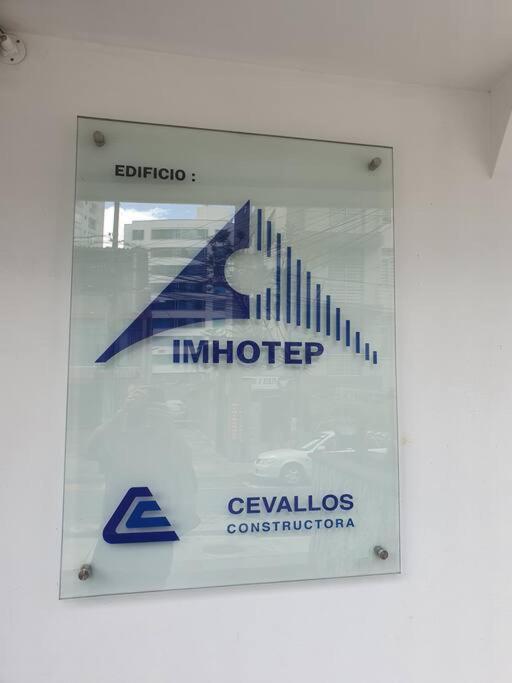 EDIFICIO :
IMHOTEP
CEVALLOS
CONSTRUCTORA